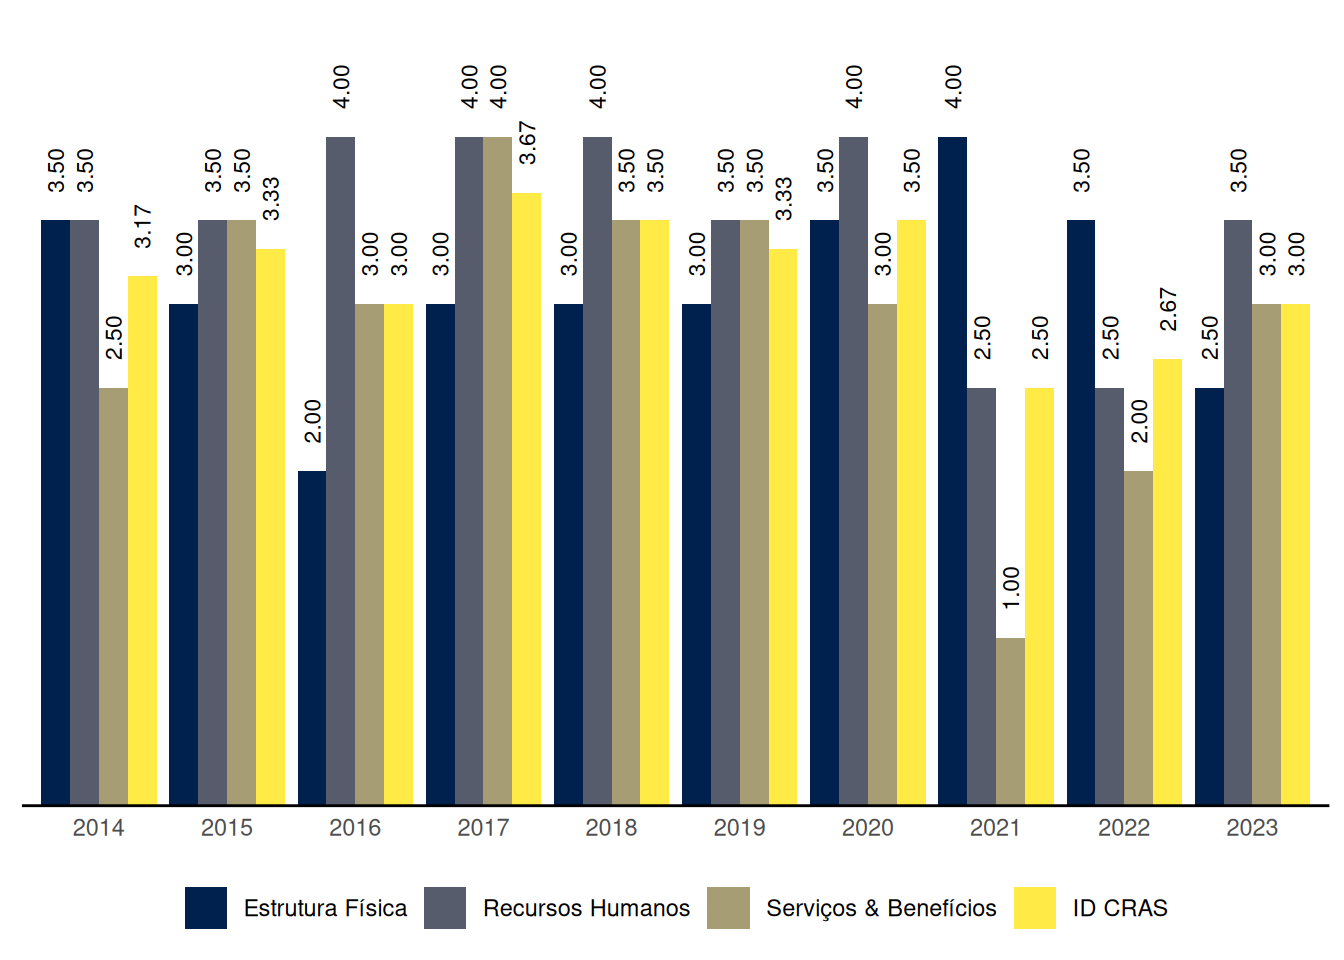 3.50 3.50 2.50 3.17
3.00 3.50 3.50 3.33
2.00 4.00 3.00 3.00
3.00 4.00 4.00 3.67
3.00 4.00 3.50 3.50
3.00 3.50 3.50 3.33
3.50 4.00 3.00 3.50
4.00 2.50 1.00 2.50
3.50 2.50 2.00 2.67
2.50 3.50 3.00 3.00
2014 2015 2016 2017 2018 2019 2020 2021 2022 2023
Estrutura Física Recursos Humanos Serviços & Benefícios ID CRAS